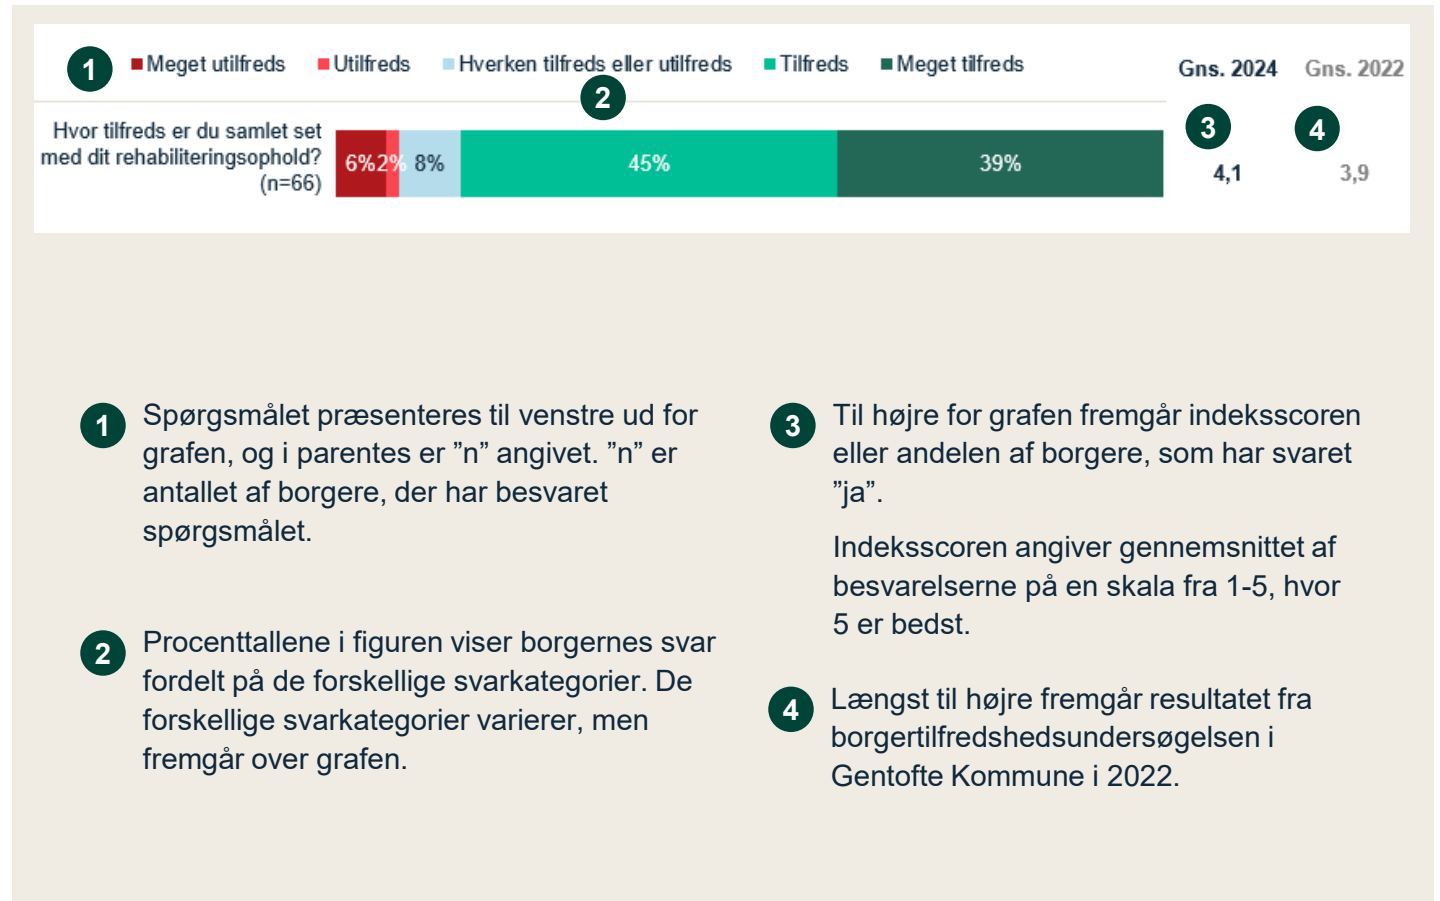 1
Meget utilfreds Utilfreds Hverken tilfreds eller utilfreds Tilfreds Meget tilfreds Gns. 2024 Gns. 2022
2
3
4
Hvor tilfreds er du samlet set
med dit rehabiliteringsophold?
(n=66)
6% 2% 8% 45% 39% 4,1 3,9
1
Spørgsmålet præsenteres til venstre ud for
grafen, og i parentes er ”n” angivet. ”n” er
antallet af borgere, der har besvaret
spørgsmålet.
2
Procenttallene i figuren viser borgernes svar
fordelt på de forskellige svarkategorier. De
forskellige svarkategorier varierer, men
fremgår over grafen.
3
Til højre for grafen fremgår indeksscoren
eller andelen af borgere, som har svaret
”ja”.
Indeksscoren angiver gennemsnittet af
besvarelserne på en skala fra 1-5, hvor
5 er bedst.
4
Længst til højre fremgår resultatet fra
borgertilfredshedsundersøgelsen i
Gentofte Kommune i 2022.